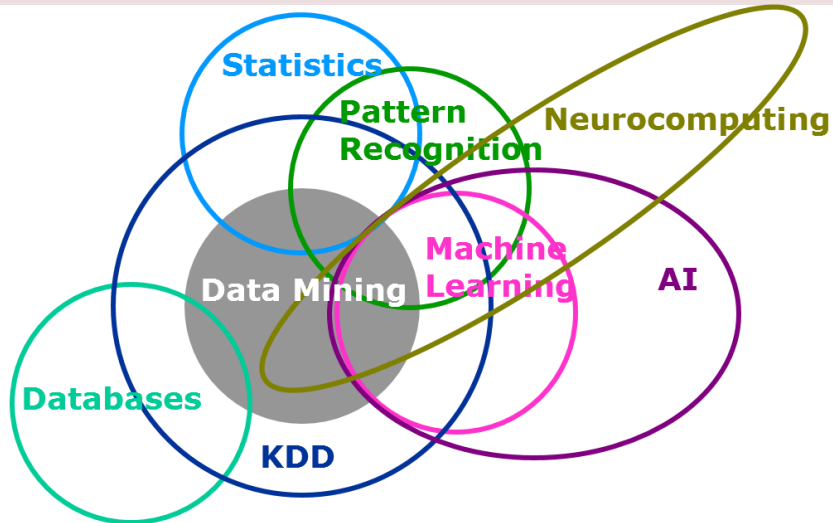 Statistics
Pattern
Recognition
Neurocomputing
Machine
Learning
AI
Data Mining
Databases
KDD